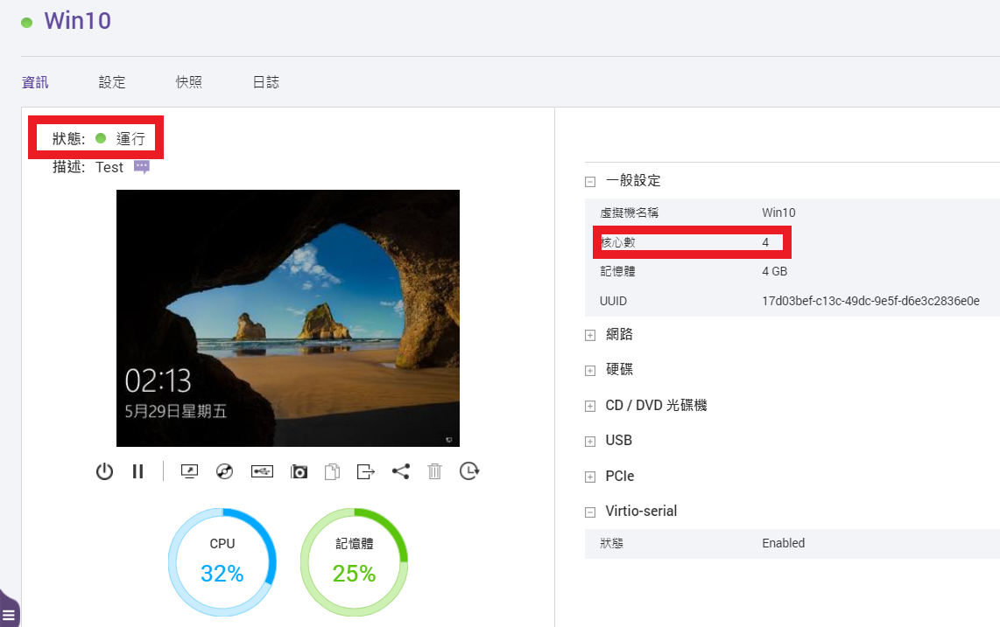 Win10
資訊 設定 快照 日誌
狀態: 運行
描述: Test
02:13
5月29日星期五
CPU
32%
記憶體
25%
一般設定
虛擬機名稱 Win10
核心數 4
記憶體 4 GB
UUID 17d03bef-c13c-49dc-9e5f-d6e3c2836e0e
網路
硬碟
CD / DVD 光碟機
USB
PCIe
Virtio-serial
狀態 Enabled